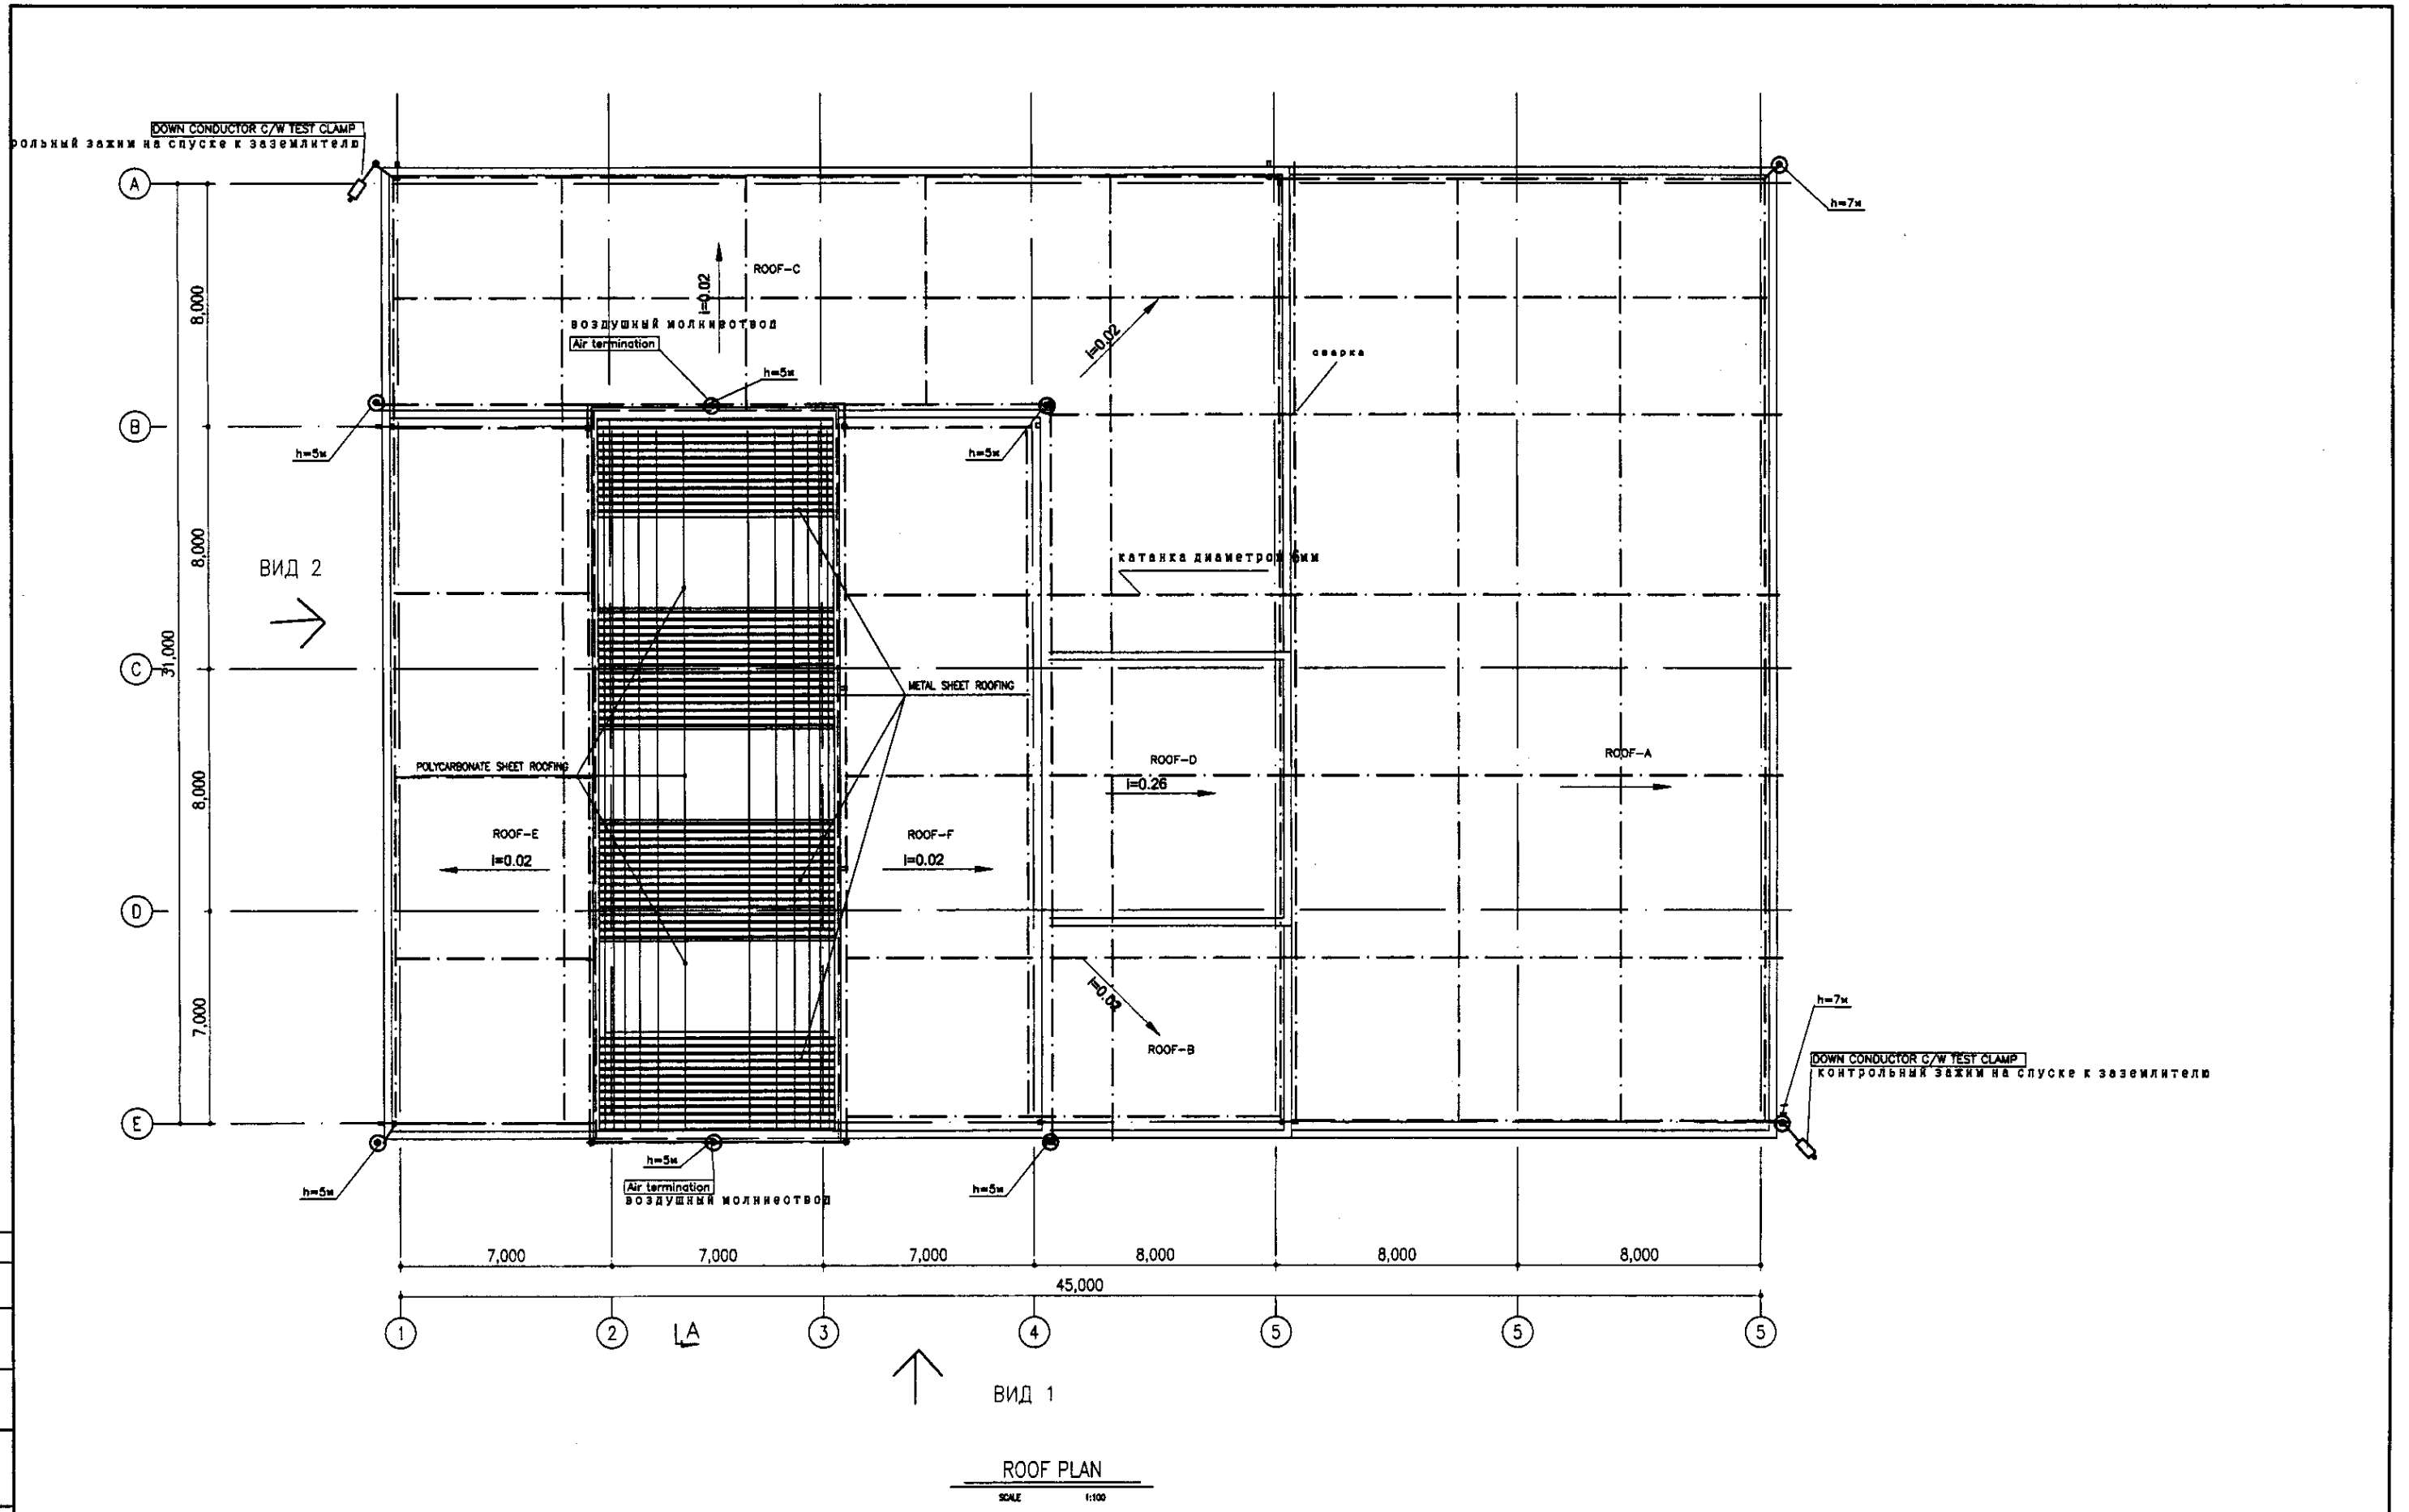 DOWN CONDUCTOR C/W TEST CLAMP
рольный зажим на спуске к заземлителю
A
h=7м
8,000
ROOF-C
i=0.02
воздушный молниеотвод
Air termination
h=5м
i=0.02
сварка
B
h=5м
h=5м
8,000
ВИД 2
катанка диаметром 6мм
31,000
C
METAL SHEET ROOFING
POLYCARBONATE SHEET ROOFING
8,000
ROOF-D
i=0.26
ROOF-A
ROOF-E
i=0.02
ROOF-F
i=0.02
D
7,000
i=0.02
ROOF-B
h=7м
DOWN CONDUCTOR C/W TEST CLAMP
контрольный зажим на спуске к заземлителю
E
h=5м
h=5м
Air termination
воздушный молниеотвод
h=5м
7,000 7,000 7,000 8,000 8,000 8,000
45,000
1 2 A 3 4 5 5 5
ВИД 1
ROOF PLAN
SCALE 1:100